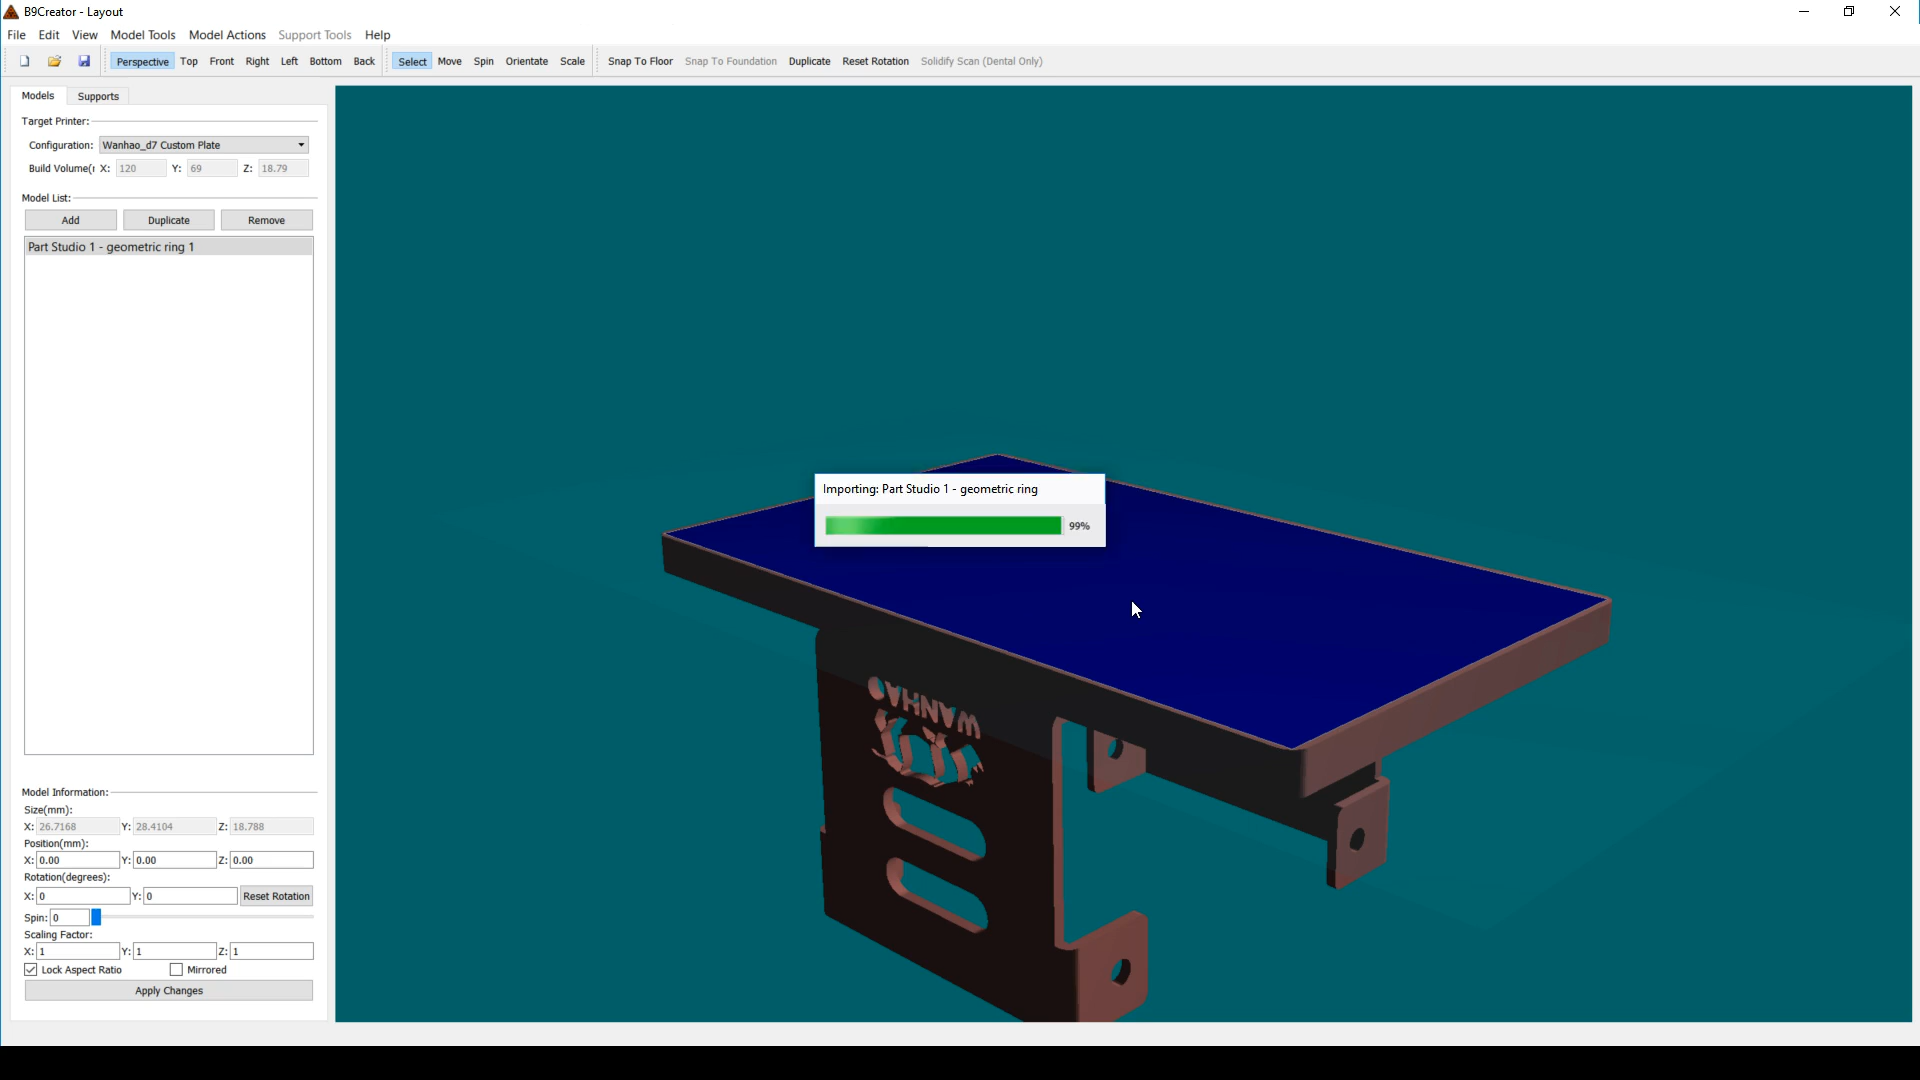 B9Creator - Layout
File Edit View Model Tools Model Actions Support Tools Help
Perspective Top Front Right Left Bottom Back Select Move Spin Orientate Scale Snap To Floor Snap To Foundation Duplicate Reset Rotation Solidify Scan (Dental Only)
Models Supports
Target Printer:
Configuration: Wanhao_d7 Custom Plate
Build Volume(r X: 120 Y: 69 Z: 18.79
Model List:
Add Duplicate Remove
Part Studio 1 - geometric ring 1
Importing: Part Studio 1 - geometric ring
99%
WANHAO
Model Information:
Size(mm):
X: 26.7168 Y: 28.4104 Z: 18.788
Position(mm):
X: 0.00 Y: 0.00 Z: 0.00
Rotation(degrees):
X: 0 Y: 0 Reset Rotation
Spin: 0
Scaling Factor:
X: 1 Y: 1 Z: 1
Lock Aspect Ratio Mirrored
Apply Changes